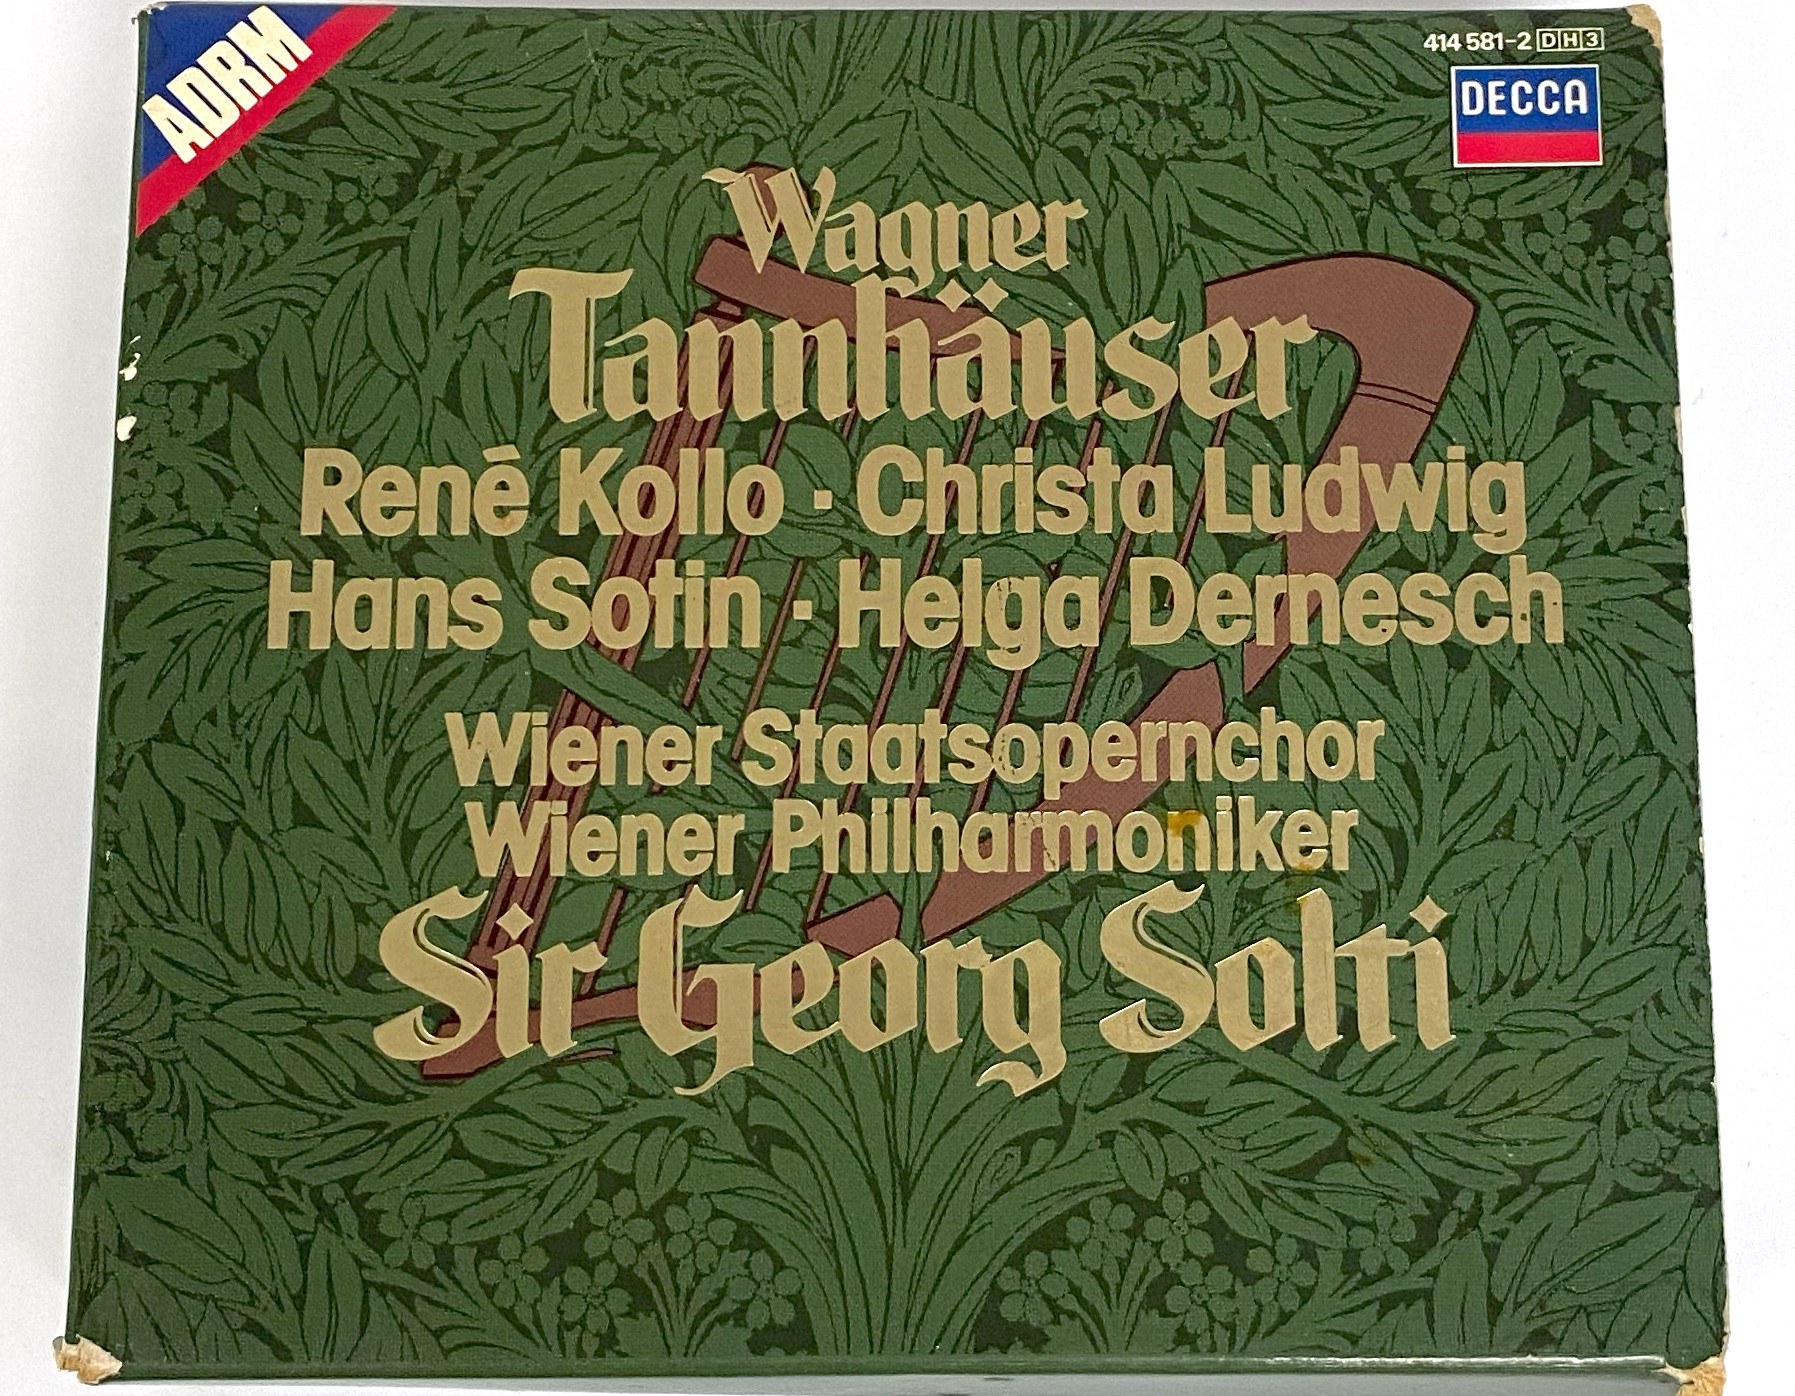 ADRM
414 581-2 DH3
DECCA
Wagner
Tannhäuser
René Kollo · Christa Ludwig
Hans Sotin · Helga Dernesch
Wiener Staatsopernchor
Wiener Philharmoniker
Sir Georg Solti